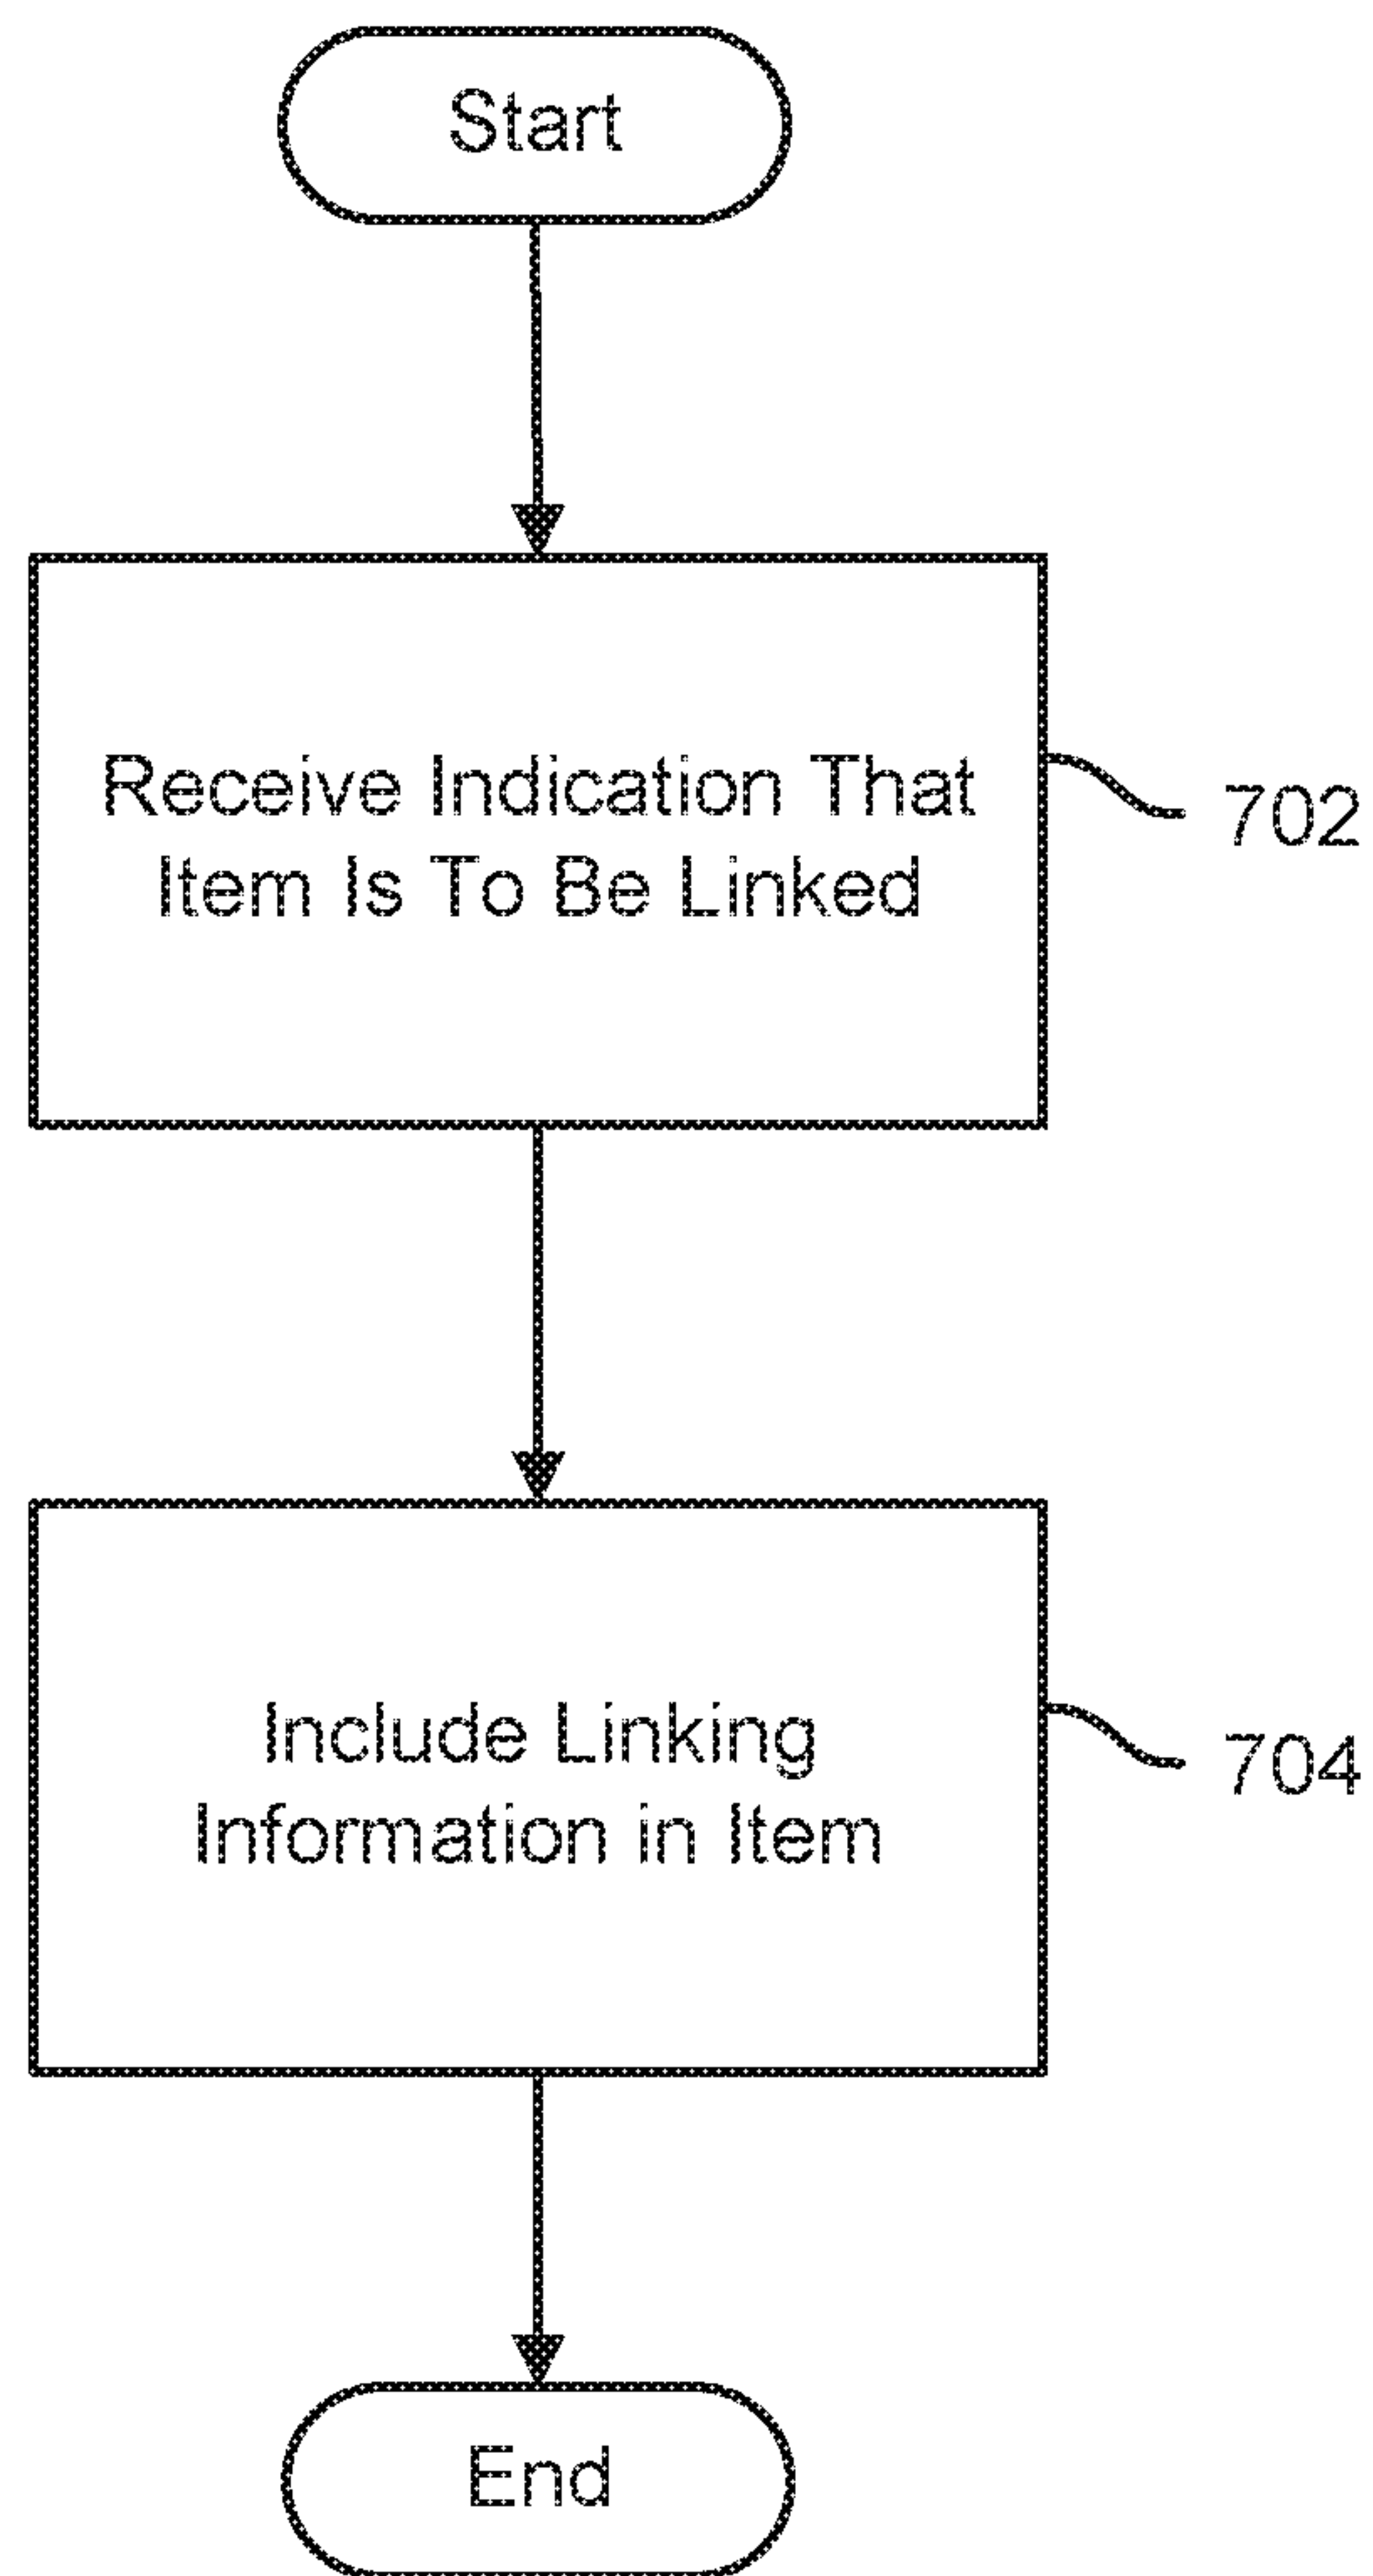 Start
Receive Indication That
Item Is To Be Linked
702
Include Linking
Information in Item
704
End